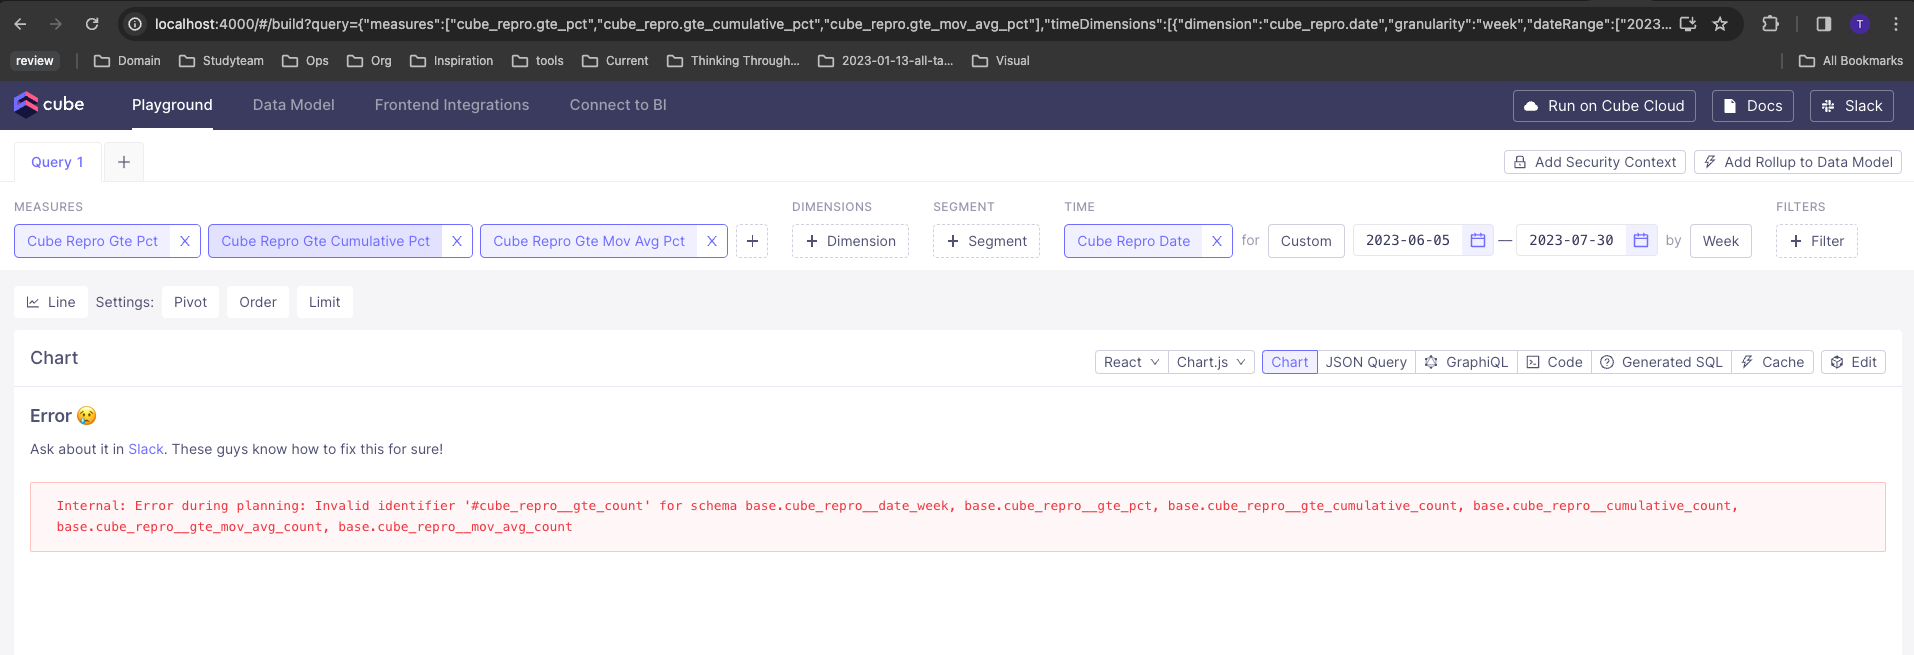 localhost:4000/#/build?query={"measures":["cube_repro.gte_pct","cube_repro.gte_cumulative_pct","cube_repro.gte_mov_avg_pct"],"timeDimensions":[{"dimension":"cube_repro.date","granularity":"week","dateRange":["2023... T
review Domain Studyteam Ops Org Inspiration tools Current Thinking Through... 2023-01-13-all-ta... Visual All Bookmarks
cube Playground Data Model Frontend Integrations Connect to BI Run on Cube Cloud Docs Slack
Query 1 + Add Security Context Add Rollup to Data Model
MEASURES DIMENSIONS SEGMENT TIME FILTERS
Cube Repro Gte Pct X Cube Repro Gte Cumulative Pct X Cube Repro Gte Mov Avg Pct X + + Dimension + Segment Cube Repro Date X for Custom 2023-06-05 — 2023-07-30 by Week + Filter
Line Settings: Pivot Order Limit
Chart React Chart.js Chart JSON Query GraphiQL Code Generated SQL Cache Edit
Error 😢
Ask about it in Slack. These guys know how to fix this for sure!
Internal: Error during planning: Invalid identifier '#cube_repro__gte_count' for schema base.cube_repro__date_week, base.cube_repro__gte_pct, base.cube_repro__gte_cumulative_count, base.cube_repro__cumulative_count,
base.cube_repro__gte_mov_avg_count, base.cube_repro__mov_avg_count